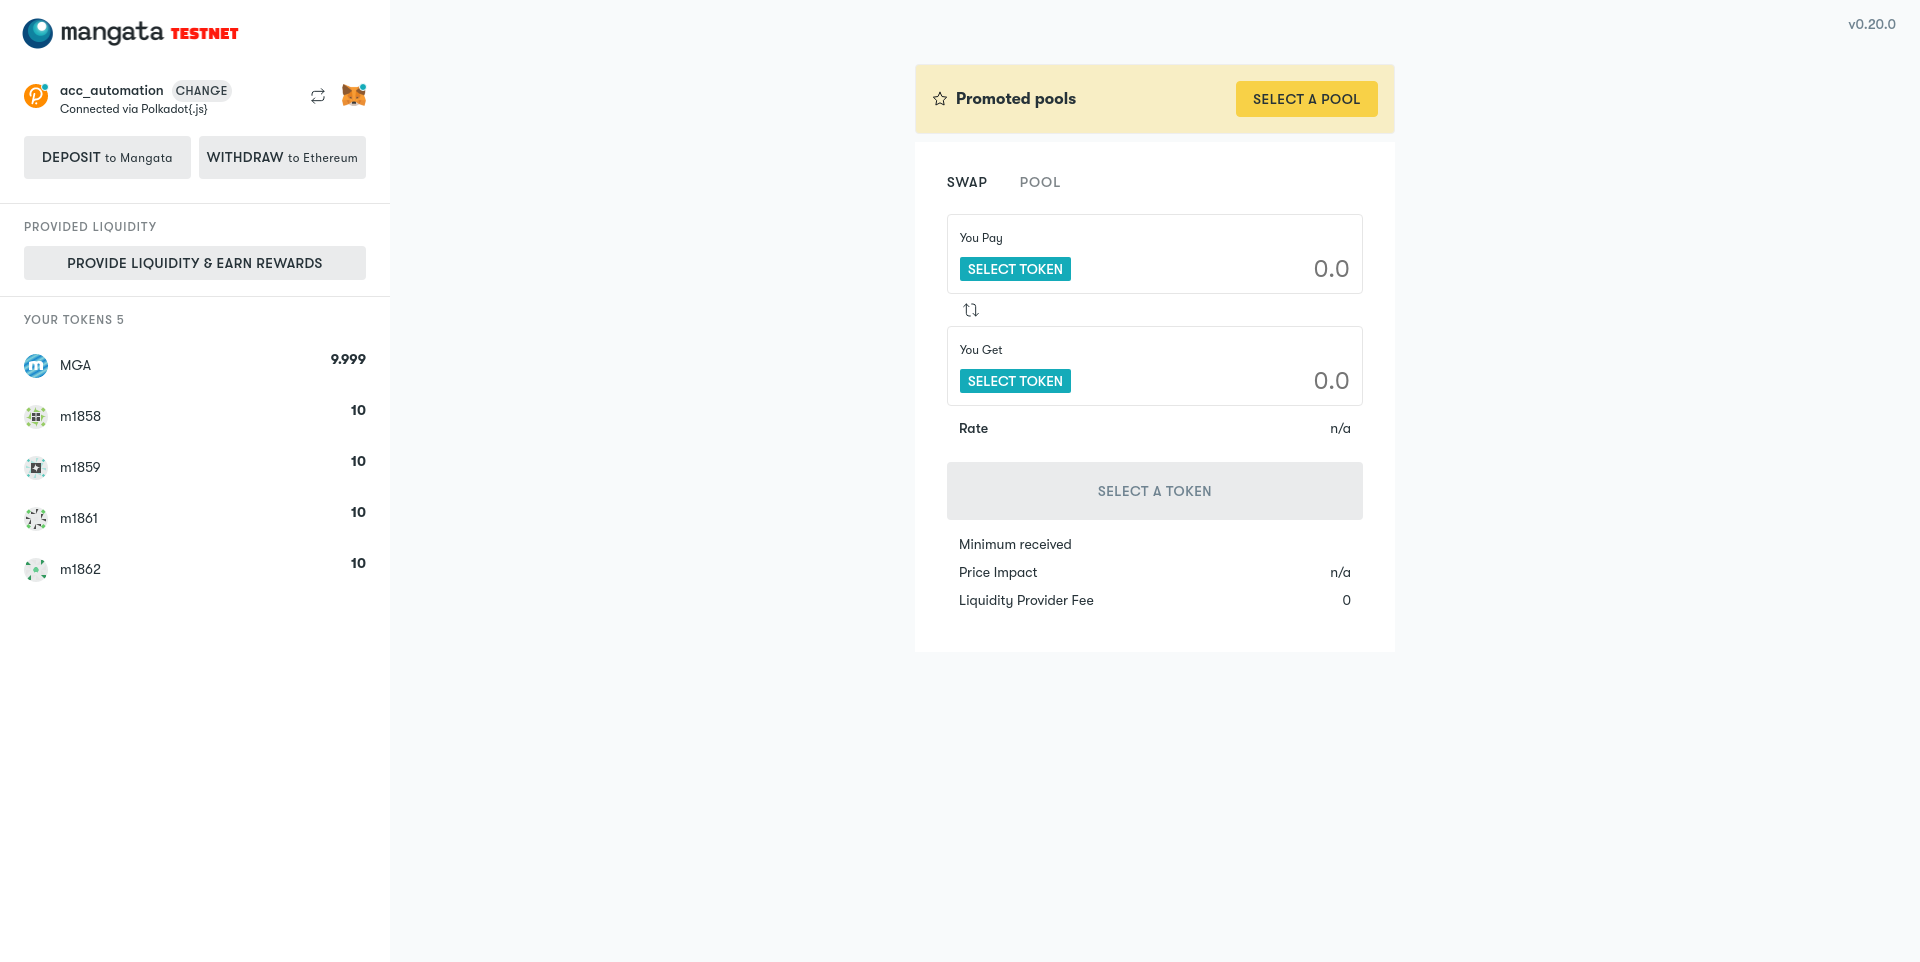 mangata TESTNET
v0.20.0
acc_automation CHANGE
Connected via Polkadot{.js}
DEPOSIT to Mangata
WITHDRAW to Ethereum
PROVIDED LIQUIDITY
PROVIDE LIQUIDITY & EARN REWARDS
YOUR TOKENS 5
MGA 9.999
m1858 10
m1859 10
m1861 10
m1862 10
Promoted pools
SELECT A POOL
SWAP POOL
You Pay
SELECT TOKEN 0.0
You Get
SELECT TOKEN 0.0
Rate n/a
SELECT A TOKEN
Minimum received
Price Impact n/a
Liquidity Provider Fee 0